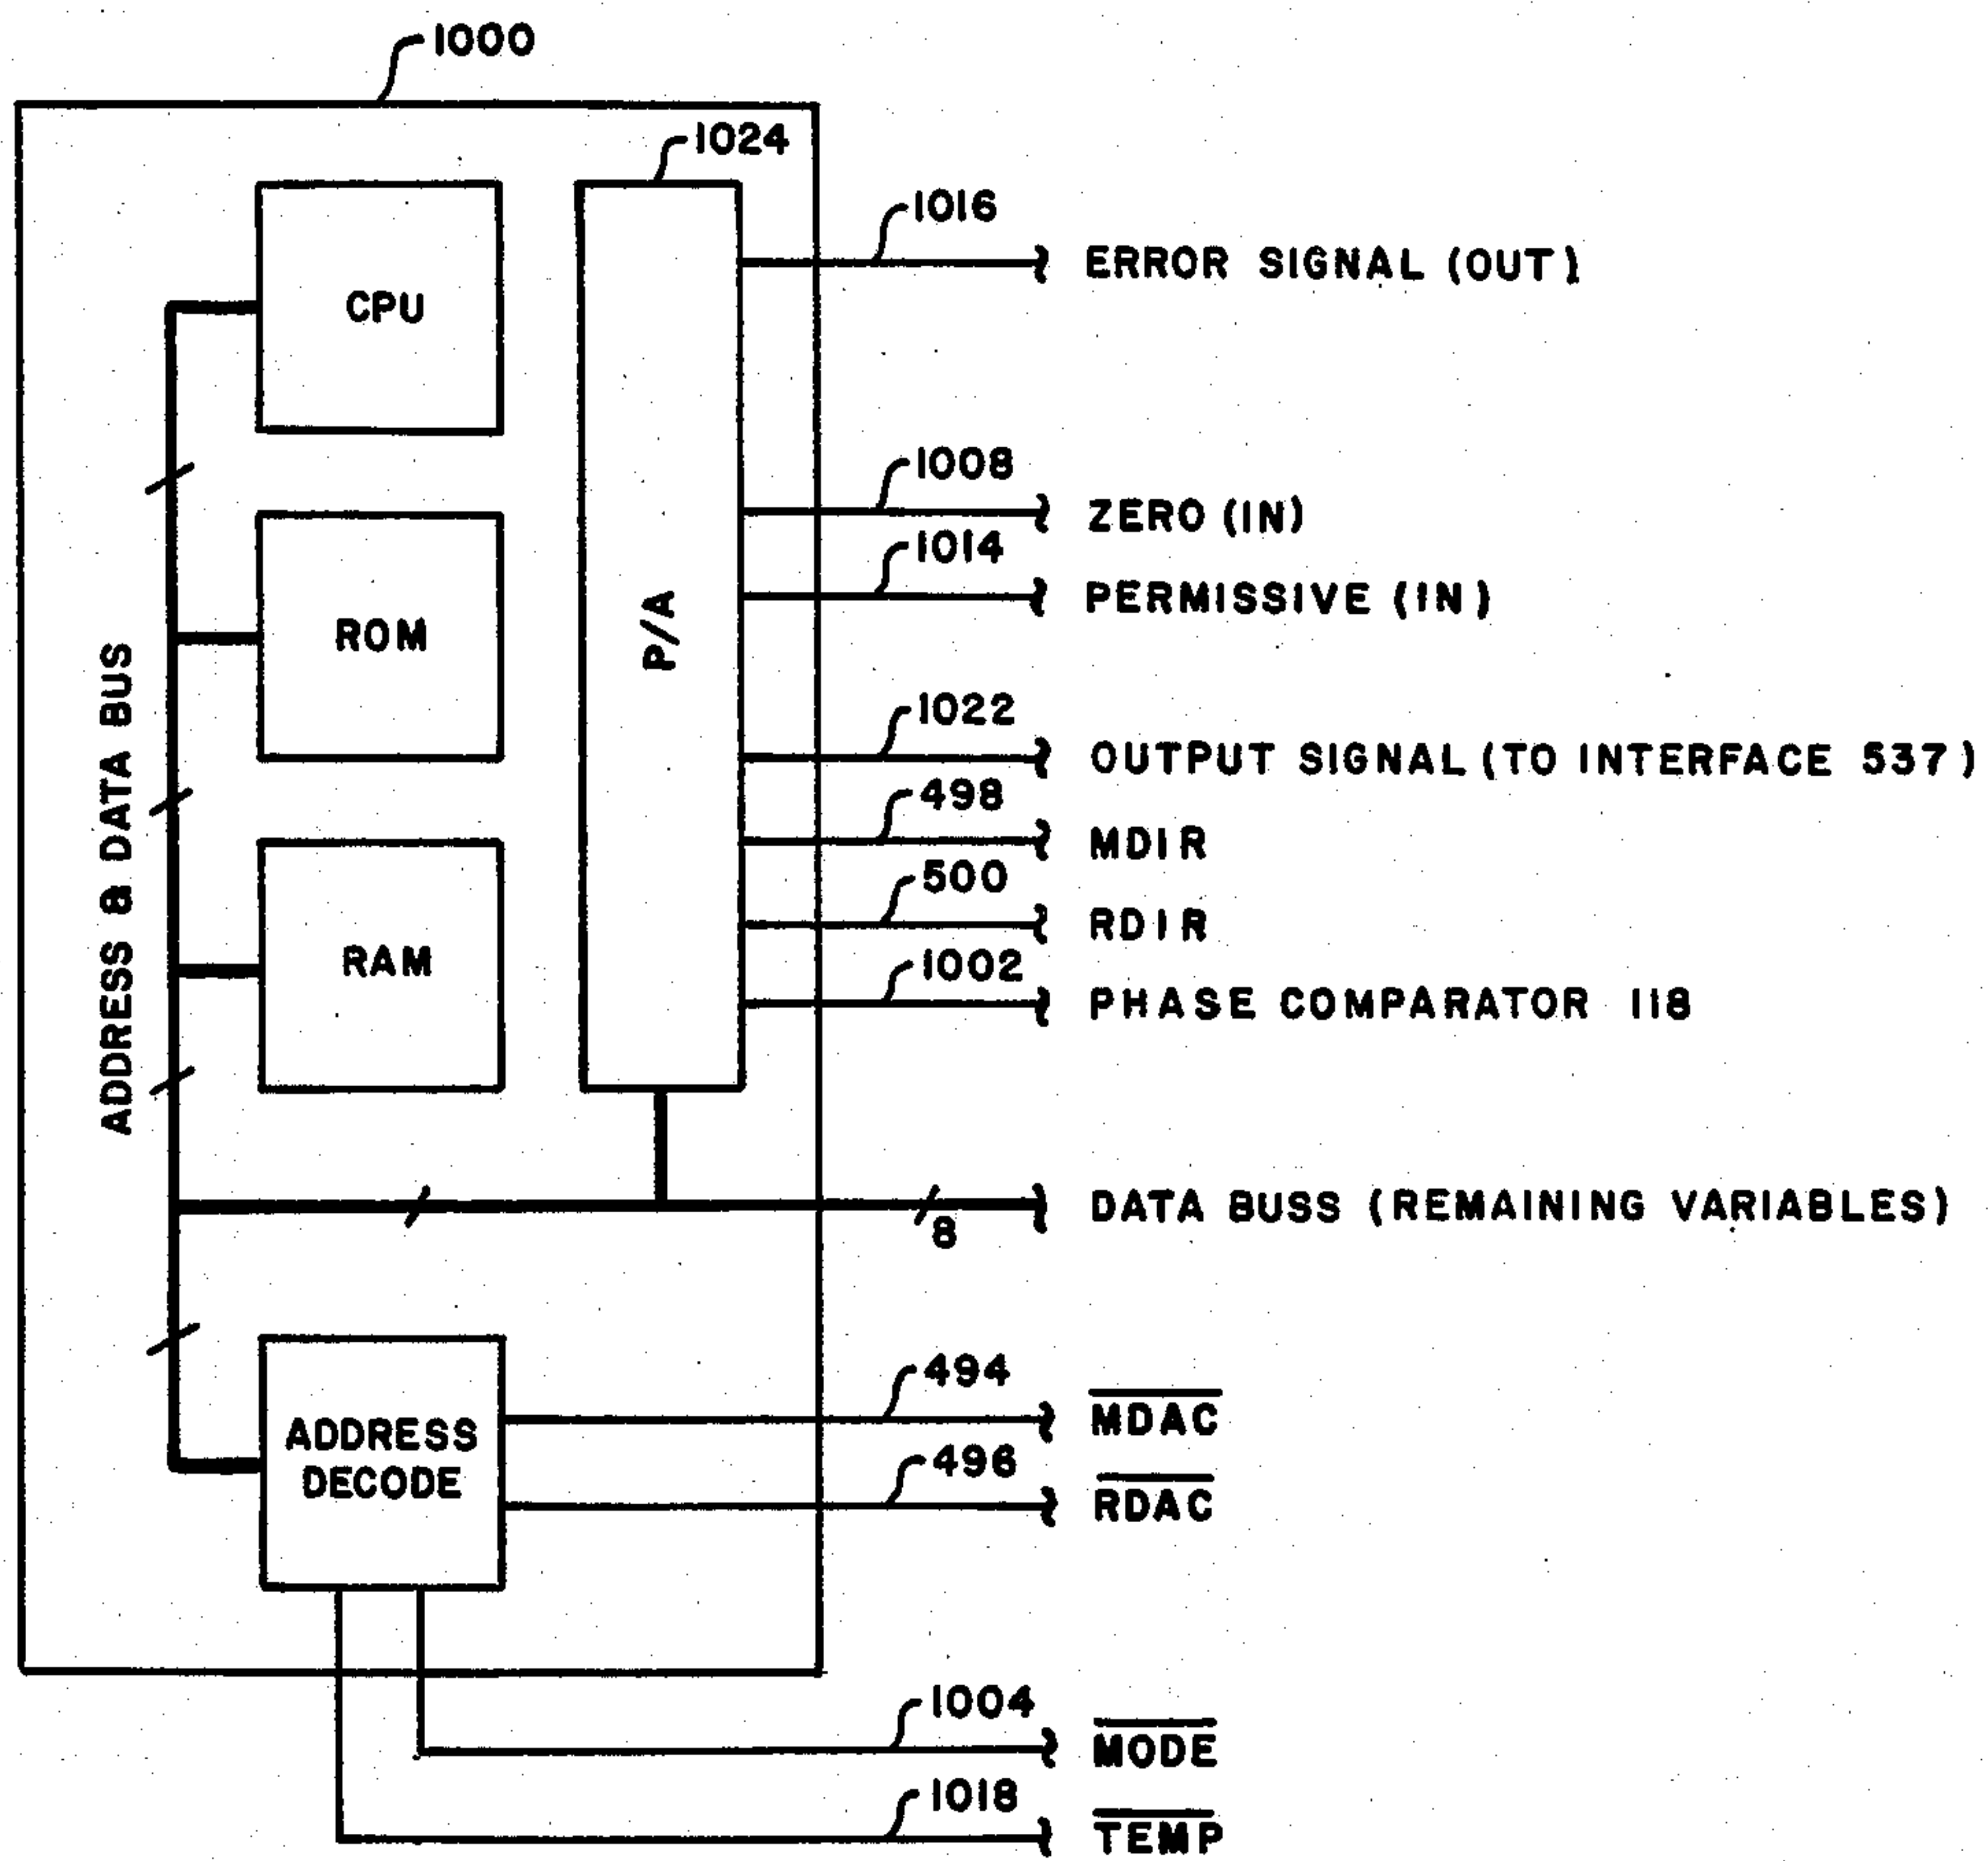 1000
1024
1016
ERROR SIGNAL (OUT)
CPU
1008
ZERO (IN)
1014
PERMISSIVE (IN)
ROM
P/A
ADDRESS & DATA BUS
1022
OUTPUT SIGNAL (TO INTERFACE 537)
498
MDIR
500
RDIR
RAM
1002
PHASE COMPARATOR 118
DATA BUSS (REMAINING VARIABLES)
8
494
MDAC
ADDRESS
DECODE
496
RDAC
1004
MODE
1018
TEMP